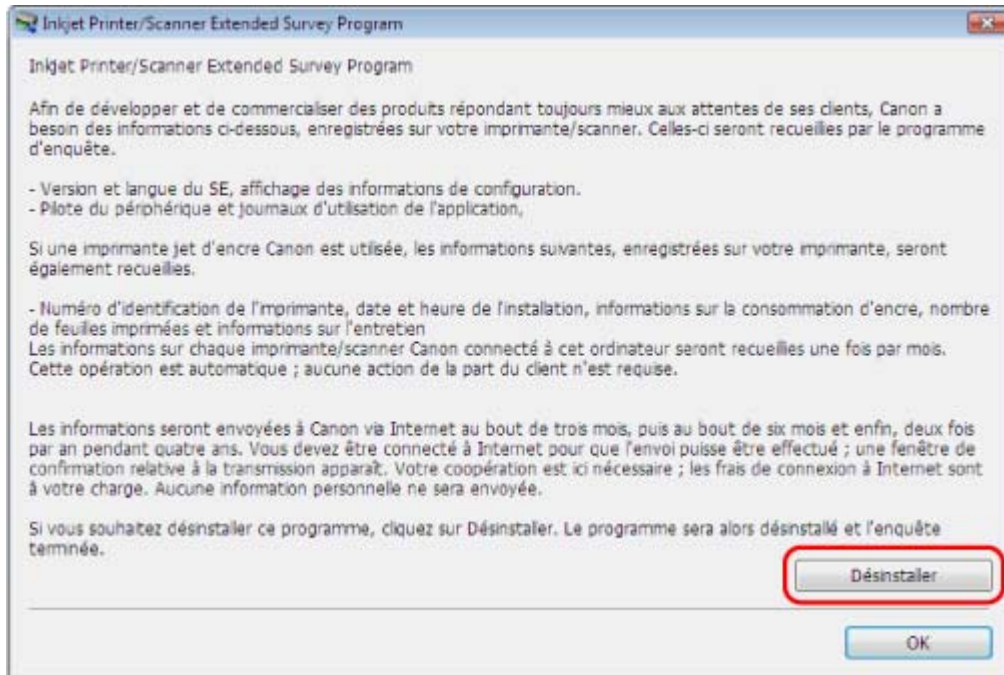 Inkjet Printer/Scanner Extended Survey Program
Inkjet Printer/Scanner Extended Survey Program
Afin de développer et de commercialiser des produits répondant toujours mieux aux attentes de ses clients, Canon a
besoin des informations ci-dessous, enregistrées sur votre imprimante/scanner. Celles-ci seront recueillies par le programme
d'enquête.
- Version et langue du SE, affichage des informations de configuration.
- Pilote du périphérique et journaux d'utilisation de l'application,
Si une imprimante jet d'encre Canon est utilisée, les informations suivantes, enregistrées sur votre imprimante, seront
également recueillies.
- Numéro d'identification de l'imprimante, date et heure de l'installation, informations sur la consommation d'encre, nombre
de feuilles imprimées et informations sur l'entretien
Les informations sur chaque imprimante/scanner Canon connecté à cet ordinateur seront recueillies une fois par mois.
Cette opération est automatique ; aucune action de la part du client n'est requise.
Les informations seront envoyées à Canon via Internet au bout de trois mois, puis au bout de six mois et enfin, deux fois
par an pendant quatre ans. Vous devez être connecté à Internet pour que l'envoi puisse être effectué ; une fenêtre de
confirmation relative à la transmission apparaît. Votre coopération est ici nécessaire ; les frais de connexion à Internet sont
à votre charge. Aucune information personnelle ne sera envoyée.
Si vous souhaitez désinstaller ce programme, cliquez sur Désinstaller. Le programme sera alors désinstallé et l'enquête
terminée.
Désinstaller
OK